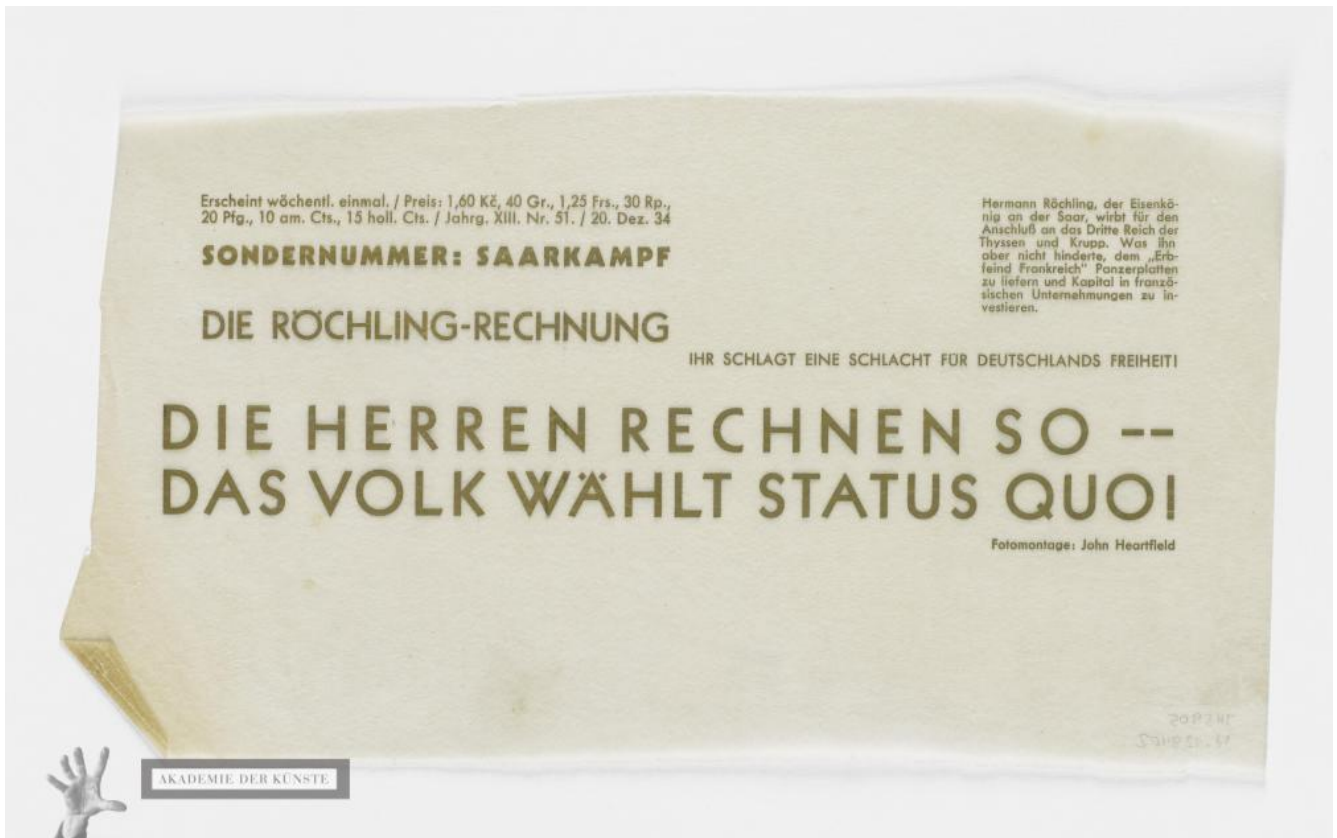 Erscheint wöchentl. einmal. / Preis: 1,60 Kč, 40 Gr., 1,25 Frs., 30 Rp.,
20 Pfg., 10 am. Cts., 15 holl. Cts. / Jahrg. XIII. Nr. 51. / 20. Dez. 34
SONDERNUMMER: SAARKAMPF
DIE RÖCHLING-RECHNUNG
Hermann Röchling, der Eisenkö-
nig an der Saar, wirbt für den
Anschluß an das Dritte Reich der
Thyssen und Krupp. Was ihn
aber nicht hinderte, dem „Erb-
feind Frankreich" Panzerplatten
zu liefern und Kapital in franzö-
sischen Unternehmungen zu in-
vestieren.
IHR SCHLAGT EINE SCHLACHT FÜR DEUTSCHLANDS FREIHEIT!
DIE HERREN RECHNEN SO --
DAS VOLK WÄHLT STATUS QUO!
Fotomontage: John Heartfield
AKADEMIE DER KÜNSTE